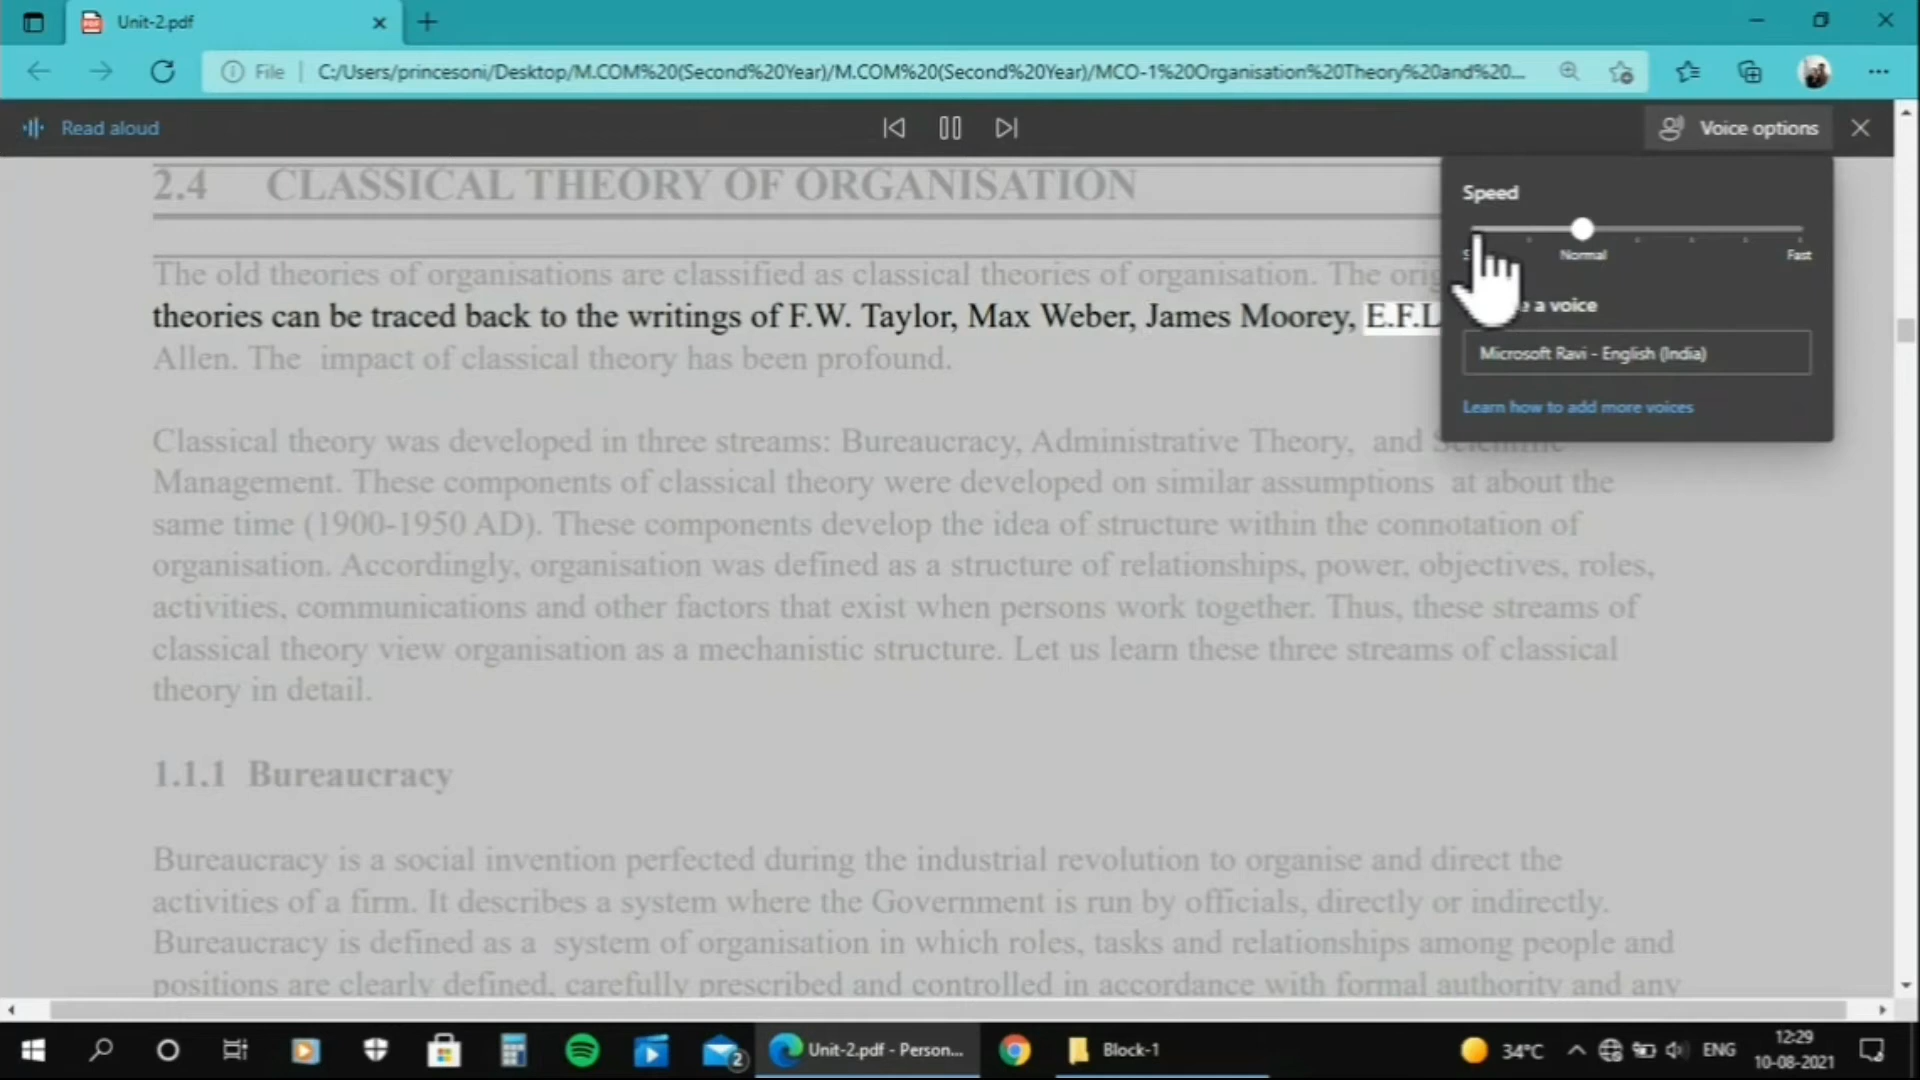 Unit-2.pdf
File
C:/Users/princesoni/Desktop/M.COM%20(Second%20Year)/M.COM%20(Second%20Year)/MCO-1%20Organisation%20Theory%20and%20...
Read aloud
Voice options
Speed
Normal
Fast
a voice
Microsoft Ravi - English (India)
Learn how to add more voices
2.4 CLASSICAL THEORY OF ORGANISATION
The old theories of organisations are classified as classical theories of organisation. The
theories can be traced back to the writings of F.W. Taylor, Max Weber, James Moorey, E.F.L
Allen. The impact of classical theory has been profound.
Classical theory was developed in three streams: Bureaucracy, Administrative Theory, and Scientific
Management. These components of classical theory were developed on similar assumptions at about the
same time (1900-1950 AD). These components develop the idea of structure within the connotation of
organisation. Accordingly, organisation was defined as a structure of relationships, power, objectives, roles,
activities, communications and other factors that exist when persons work together. Thus, these streams of
classical theory view organisation as a mechanistic structure. Let us learn these three streams of classical
theory in detail.
1.1.1 Bureaucracy
Bureaucracy is a social invention perfected during the industrial revolution to organise and direct the
activities of a firm. It describes a system where the Government is run by officials, directly or indirectly.
Bureaucracy is defined as a system of organisation in which roles, tasks and relationships among people and
positions are clearly defined, carefully prescribed and controlled in accordance with formal authority and any
2
Unit-2.pdf - Person...
Block-1
34°C
ENG
12:29
10-08-2021